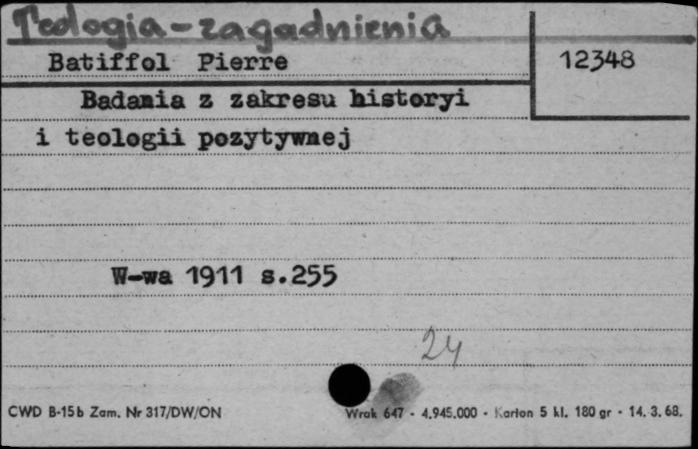 Teologia-zagadnienia
Batiffol Pierre
12348
Badania z zakresu historyi
i teologii pozytywnej
W-wa 1911 s.255
24
CWD B-15b Zam. Nr 317/DW/ON
Wrak 647 - 4.945.000 - Karton 5 kl. 180 gr - 14. 3. 68.